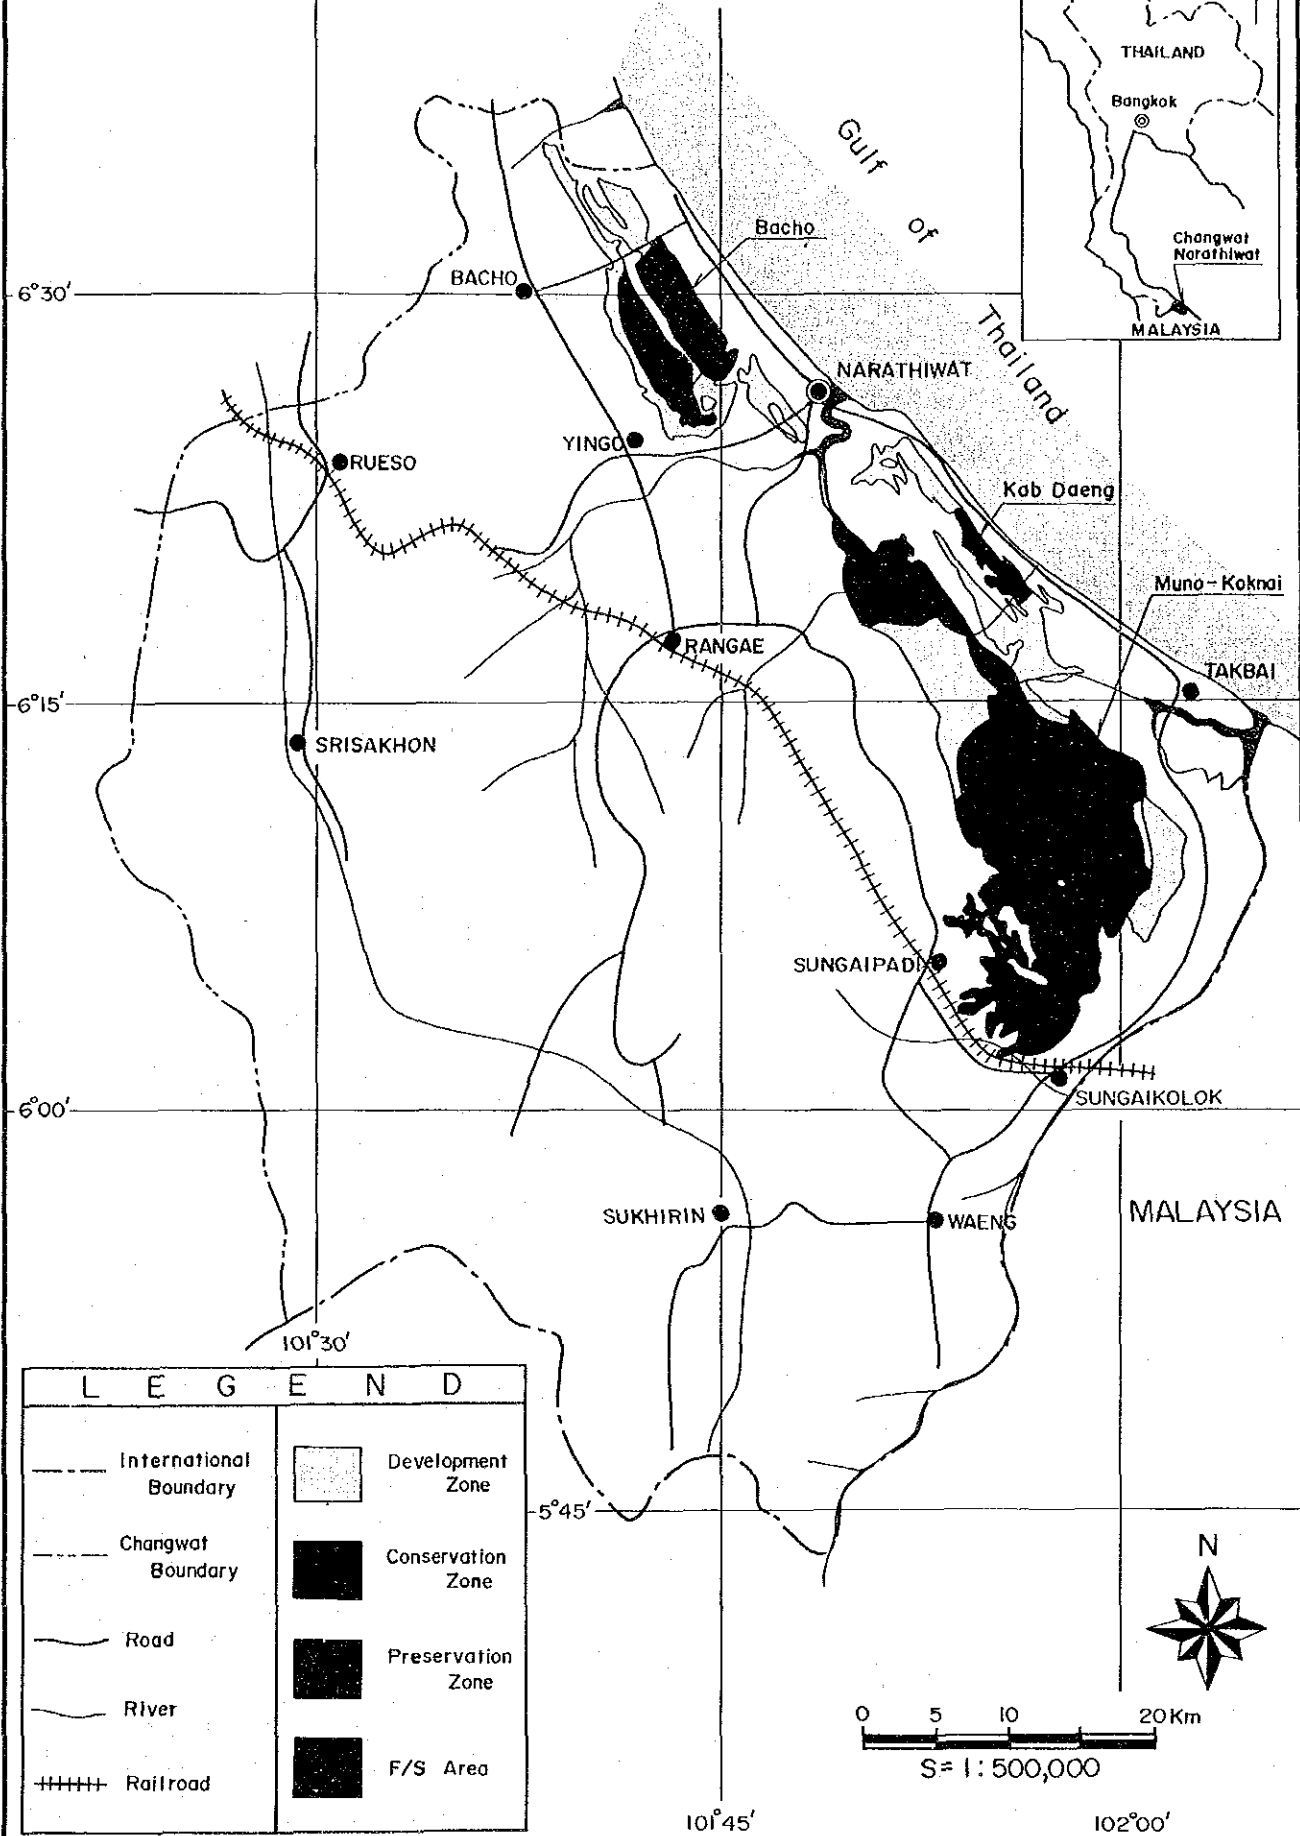 THAILAND
Bangkok
Changwat
Narathiwat
MALAYSIA
Gulf of Thailand
Bacho
BACHO
6°30'
NARATHIWAT
YINGO
RUESO
Kab Daeng
Muno-Koknai
RANGAE
TAKBAI
6°15'
SRISAKHON
SUNGAIPADI
6°00'
SUNGAIKOLOK
SUKHIRIN
WAENG
MALAYSIA
101°30'
LEGEND
International
Boundary
Changwat
Boundary
Road
River
Railroad
Development
Zone
Conservation
Zone
Preservation
Zone
F/S Area
5°45'
N
0 5 10 20 Km
S= 1:500,000
101°45'
102°00'